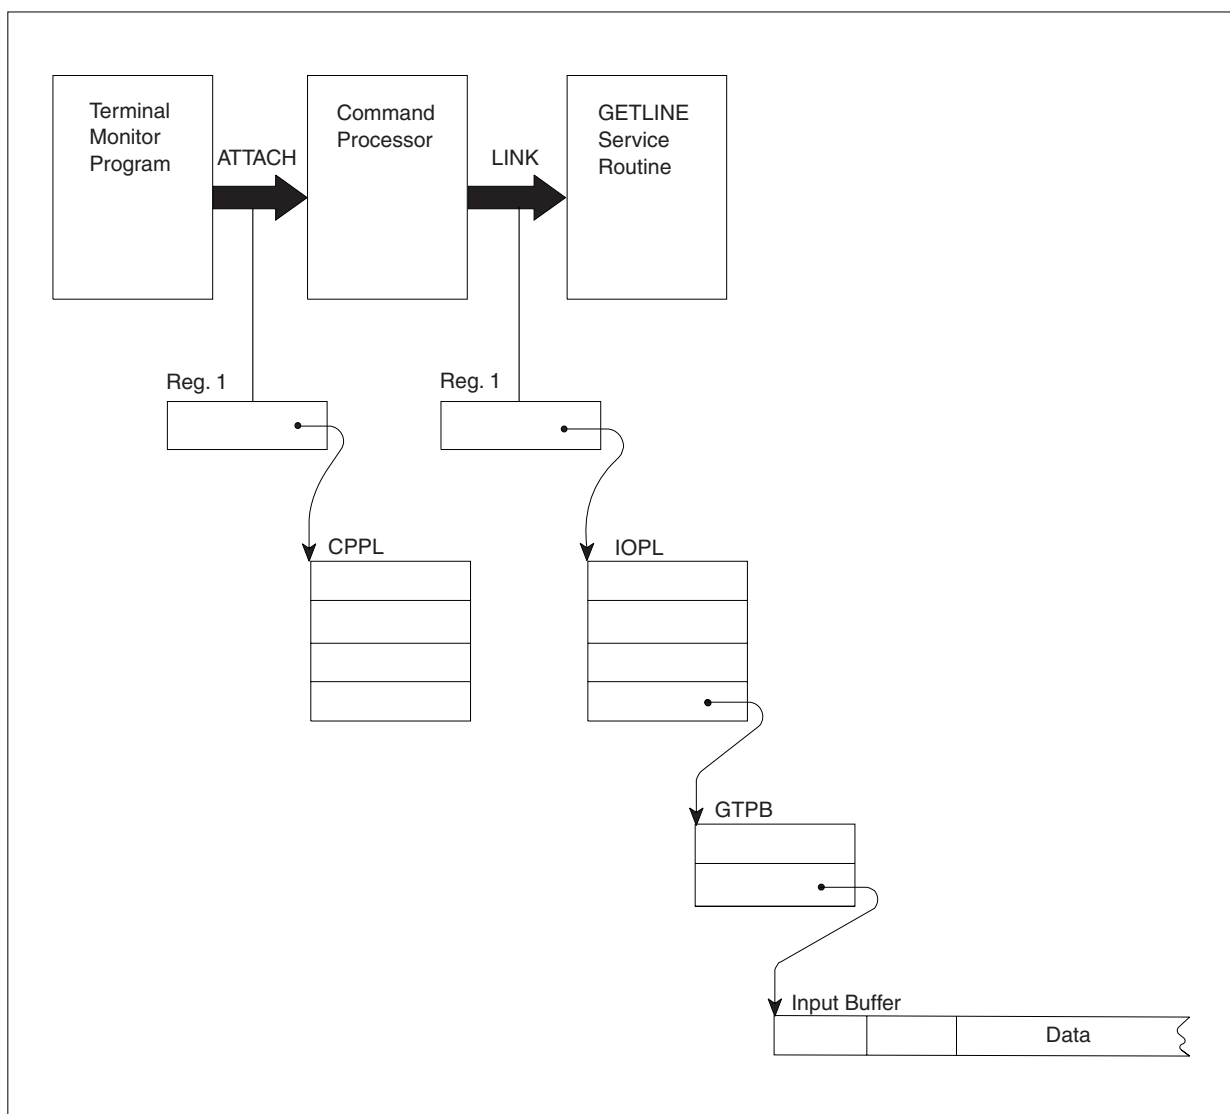 Terminal
Monitor
Program
ATTACH
Command
Processor
LINK
GETLINE
Service
Routine
Reg. 1
Reg. 1
CPPL
IOPL
GTPB
Input Buffer
Data